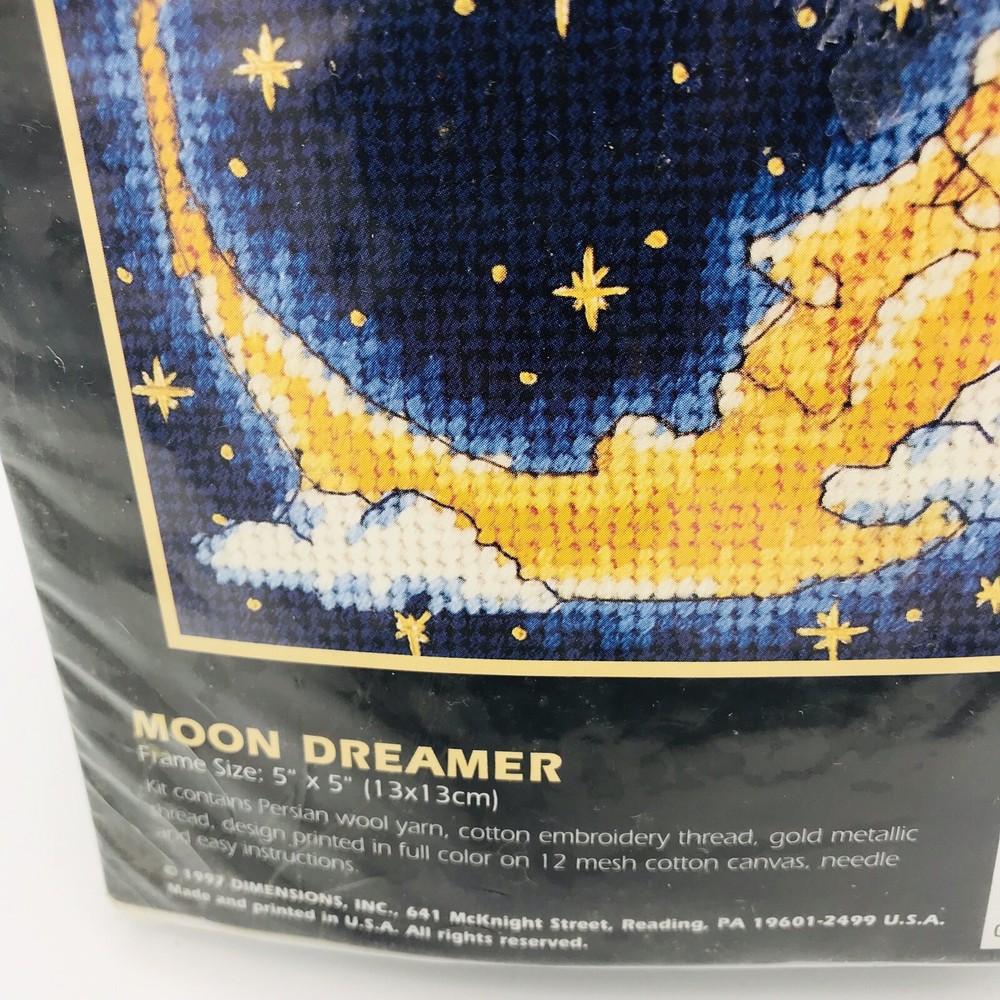 MOON DREAMER
Frame Size: 5" x 5" (13x13cm)
Kit contains Persian wool yarn, cotton embroidery thread, gold metallic
thread, design printed in full color on 12 mesh cotton canvas, needle
and easy instructions.
© 1997 DIMENSIONS, INC., 641 McKnight Street, Reading, PA 19601-2499 U.S.A.
Made and printed in U.S.A. All rights reserved.